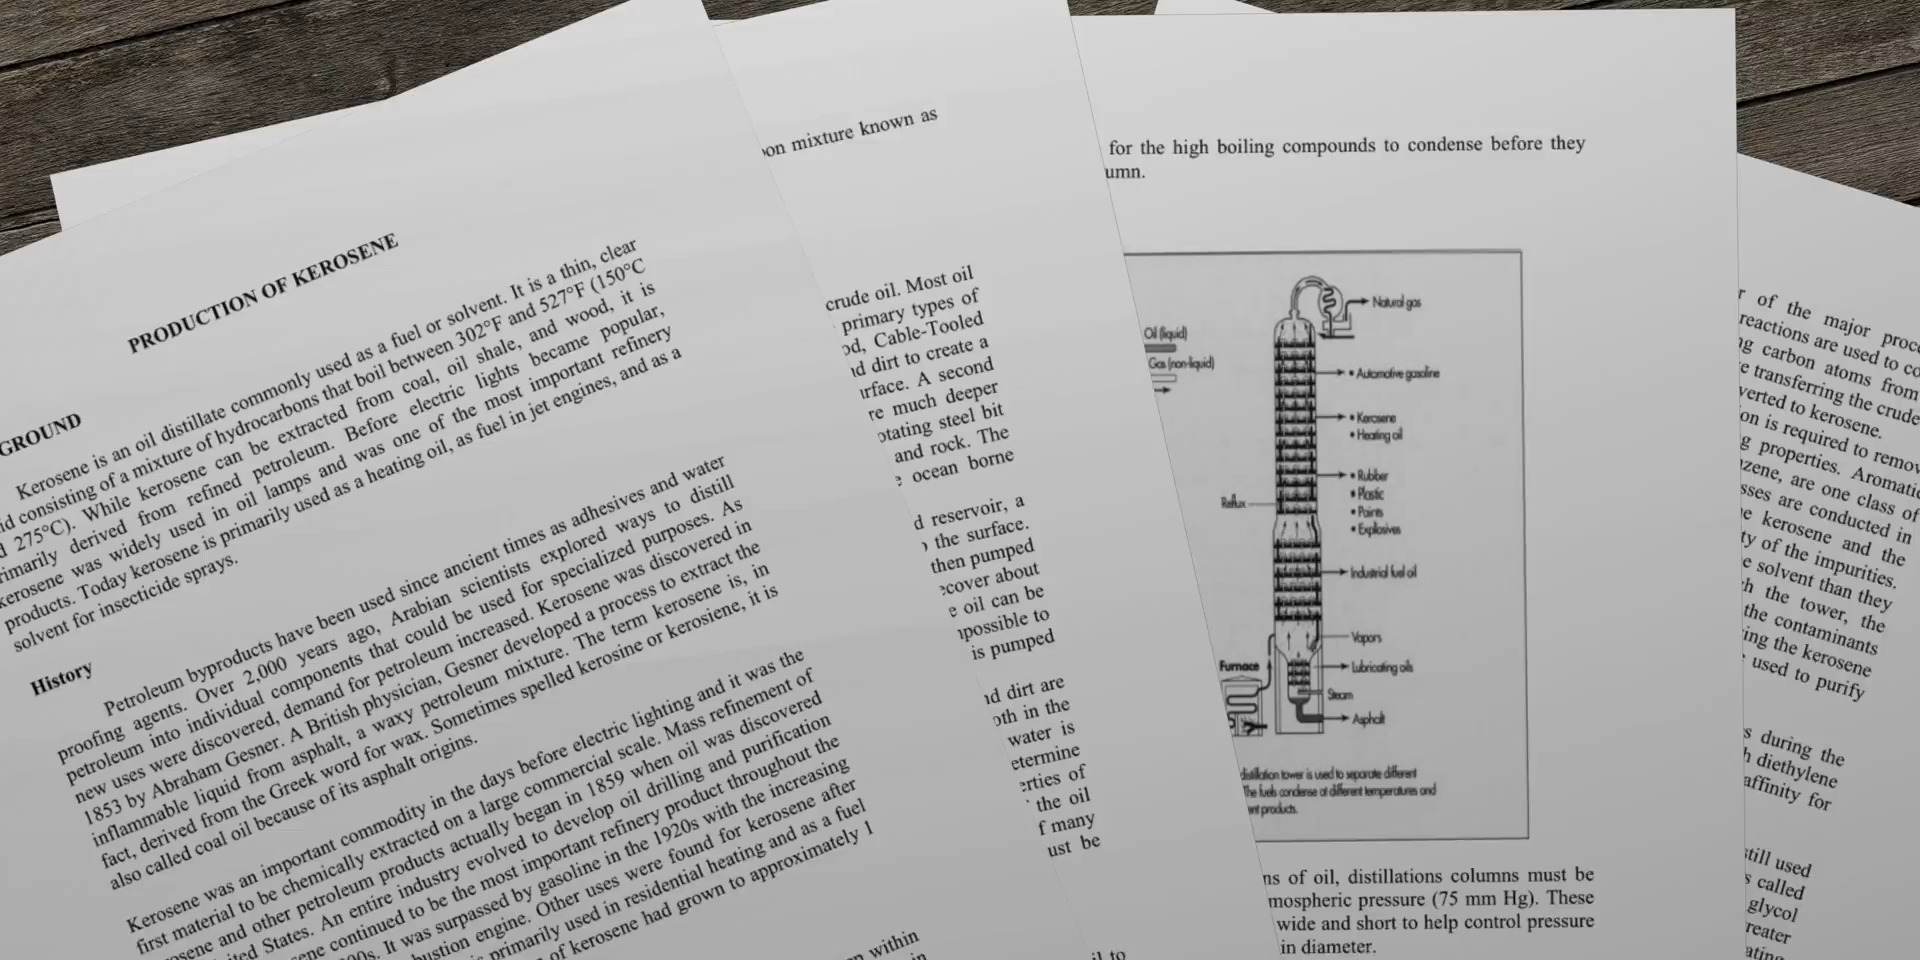 PRODUCTION OF KEROSENE
GROUND
Kerosene is an oil distillate commonly used as a fuel or solvent. It is a thin, clear
id consisting of a mixture of hydrocarbons that boil between 302°F and 527°F (150°C
d 275°C). While kerosene can be extracted from coal, oil shale, and wood, it is
rimarily derived from refined petroleum. Before electric lights became popular,
kerosene was widely used in oil lamps and was one of the most important refinery
products. Today kerosene is primarily used as a heating oil, as fuel in jet engines, and as a
solvent for insecticide sprays.
History
Petroleum byproducts have been used since ancient times as adhesives and water
proofing agents. Over 2,000 years ago, Arabian scientists explored ways to distill
petroleum into individual components that could be used for specialized purposes. As
new uses were discovered, demand for petroleum increased. Kerosene was discovered in
1853 by Abraham Gesner. A British physician, Gesner developed a process to extract the
inflammable liquid from asphalt, a waxy petroleum mixture. The term kerosene is, in
fact, derived from the Greek word for wax. Sometimes spelled kerosine or kerosiene, it is
also called coal oil because of its asphalt origins.
Kerosene was an important commodity in the days before electric lighting and it was the
first material to be chemically extracted on a large commercial scale. Mass refinement of
osene and other petroleum products actually began in 1859 when oil was discovered
ited States. An entire industry evolved to develop oil drilling and purification
ene continued to be the most important refinery product throughout the
00s. It was surpassed by gasoline in the 1920s with the increasing
bustion engine. Other uses were found for kerosene after
primarily used in residential heating and as a fuel
of kerosene had grown to approximately 1
within
on mixture known as
crude oil. Most oil
primary types of
od, Cable-Tooled
nd dirt to create a
urface. A second
re much deeper
otating steel bit
and rock. The
ocean borne
d reservoir, a
the surface.
then pumped
ecover about
e oil can be
mpossible to
is pumped
nd dirt are
oth in the
water is
etermine
erties of
the oil
f many
ust be
il to
for the high boiling compounds to condense before they
umn.
Natural gas
Oil (liquid)
Gas (non-liquid)
• Automotive gasoline
• Kerosene
• Heating oil
• Rubber
• Plastic
• Paints
• Explosives
Reflux
Industrial fuel oil
Vapors
Furnace
Lubricating oils
Steam
Asphalt
distillation tower is used to separate different
The fuels condense at different temperatures and
ent products.
ns of oil, distillations columns must be
mospheric pressure (75 mm Hg). These
wide and short to help control pressure
in diameter.
r of the major proc
reactions are used to co
ng carbon atoms from
e transferring the crude
verted to kerosene.
on is required to remov
g properties. Aromatic
zene, are one class of
sses are conducted in
e kerosene and the
ty of the impurities.
e solvent than they
h the tower, the
the contaminants
ing the kerosene
used to purify
s during the
h diethylene
affinity for
still used
s called
glycol
reater
ating